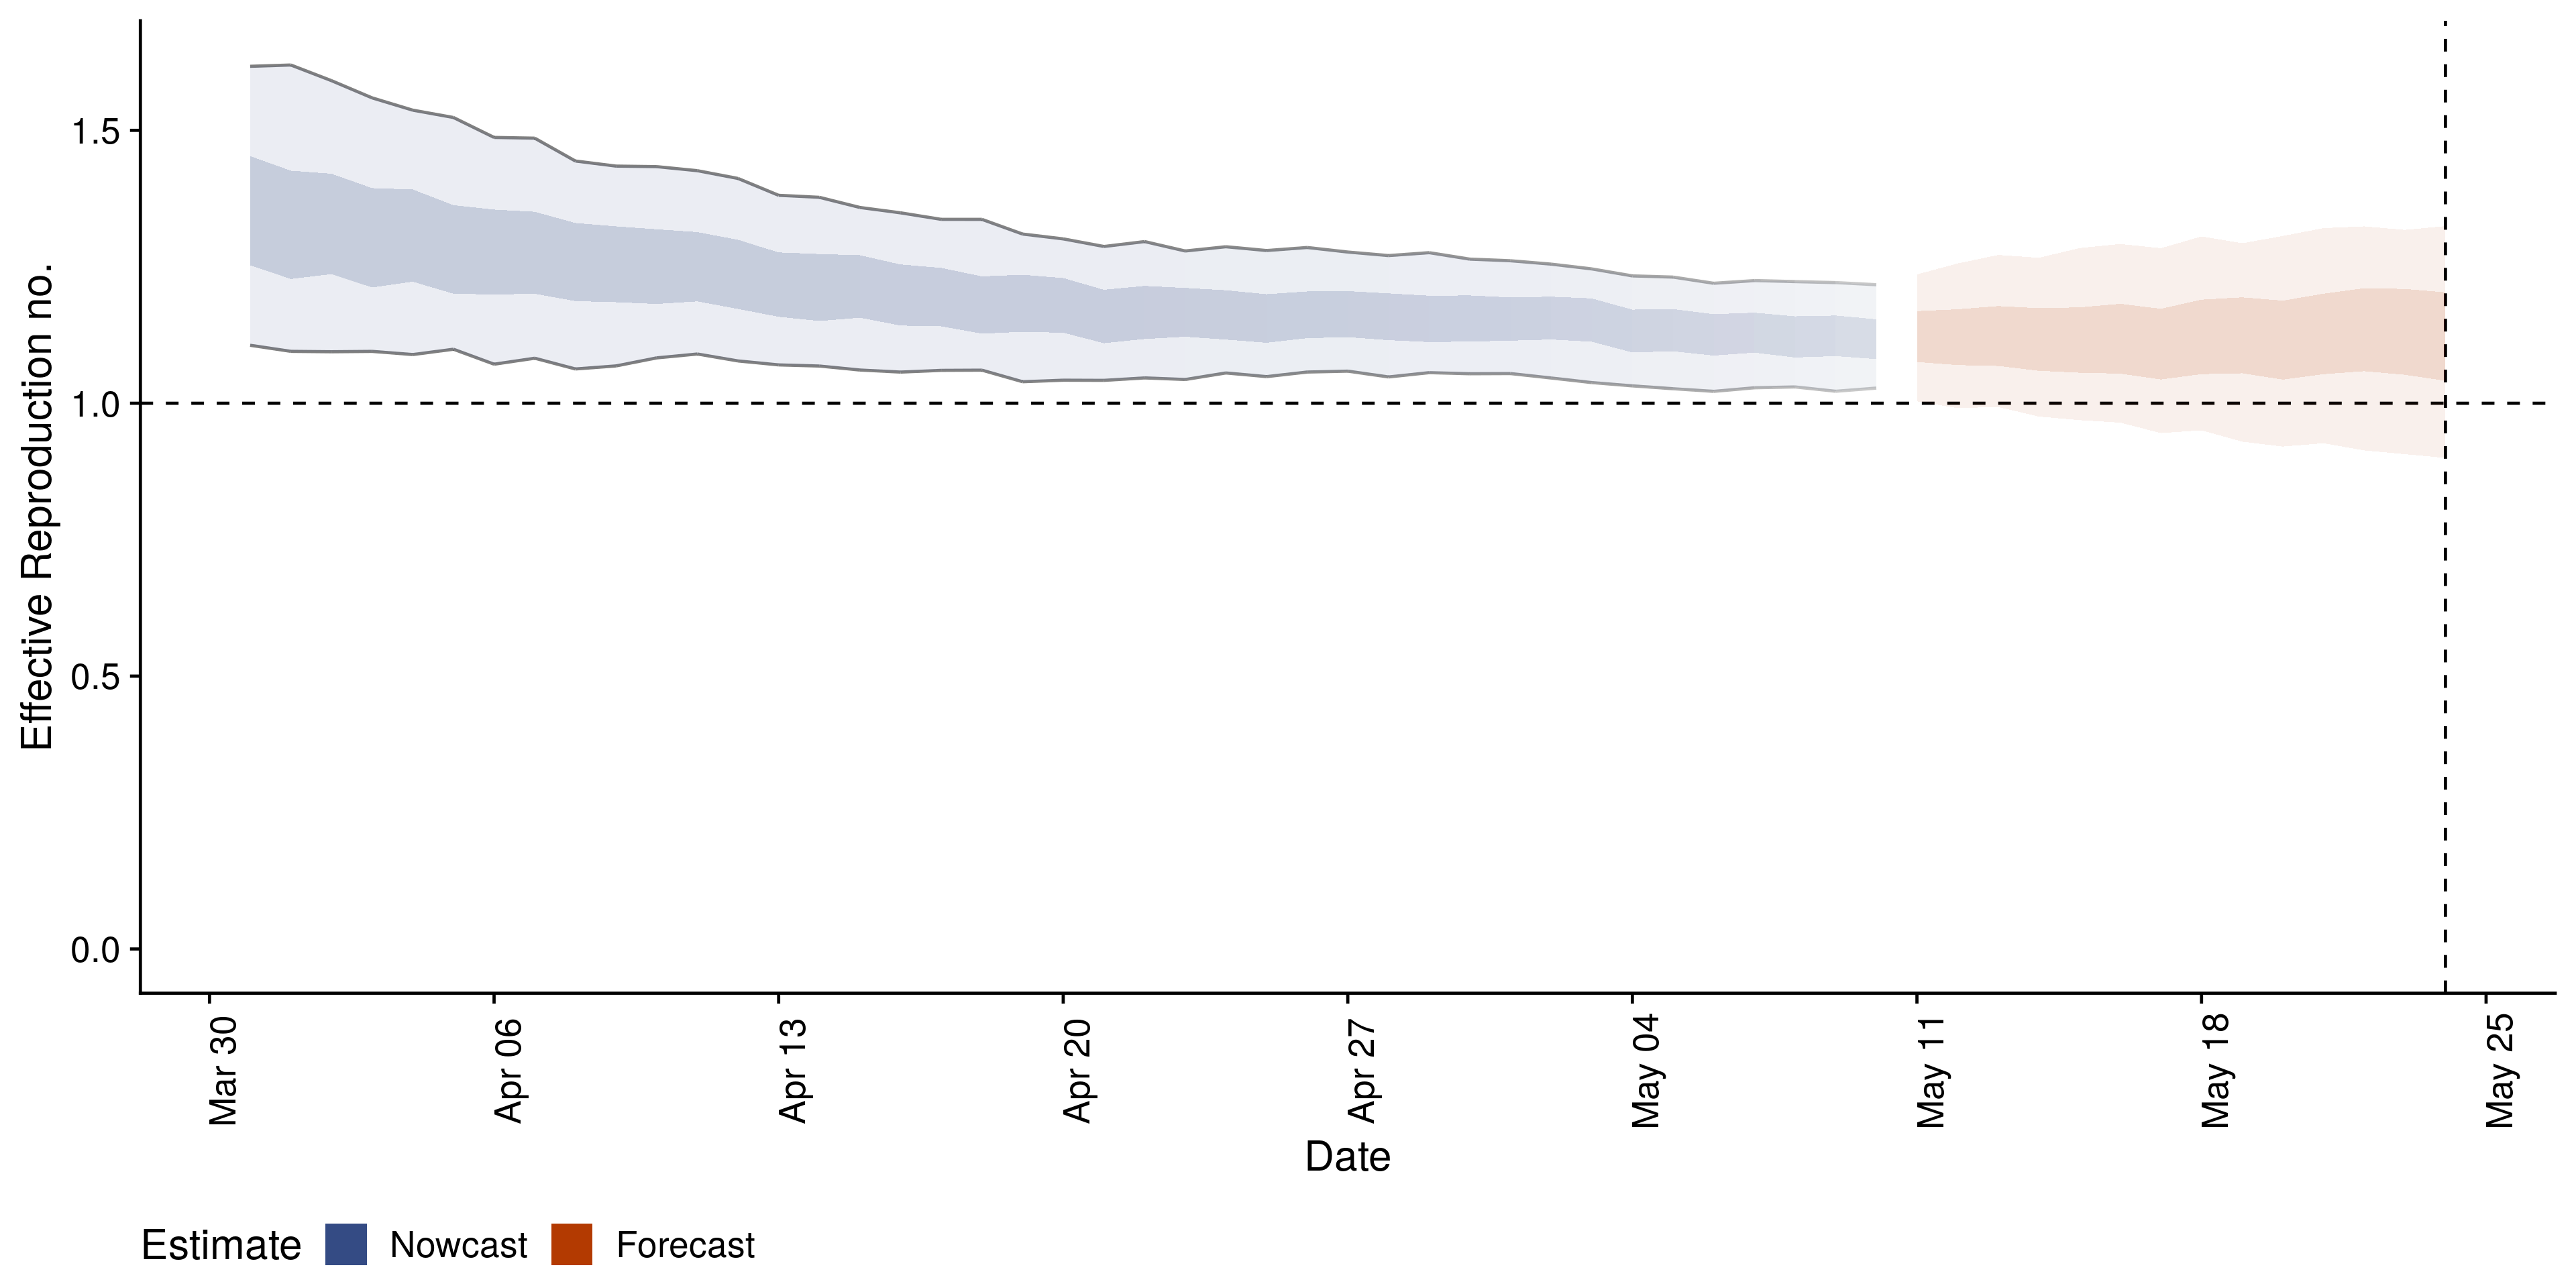 Effective Reproduction no.
1.5
1.0
0.5
0.0
Mar 30
Apr 06
Apr 13
Apr 20
Apr 27
May 04
May 11
May 18
May 25
Date
Estimate Nowcast Forecast